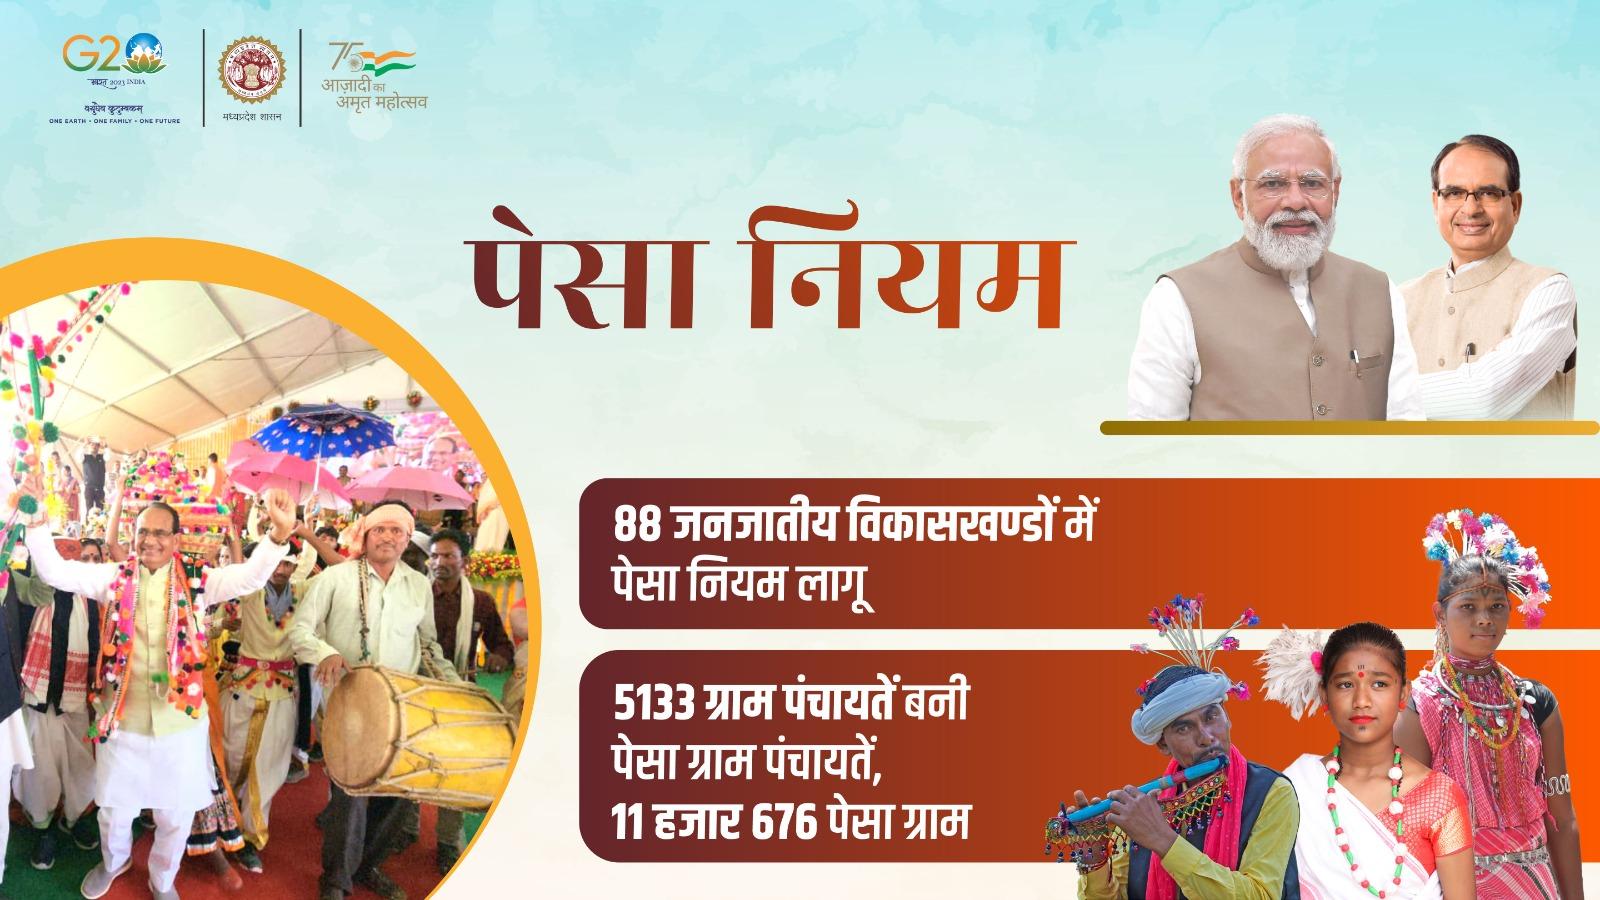 G20
भारत 2023 INDIA
वसुधैव कुटुम्बकम्
ONE EARTH • ONE FAMILY • ONE FUTURE
मध्यप्रदेश शासन
75
आज़ादी का
अमृत महोत्सव
पेसा नियम
88 जनजातीय विकासखण्डों में
पेसा नियम लागू
5133 ग्राम पंचायतें बनी
पेसा ग्राम पंचायतें,
11 हजार 676 पेसा ग्राम